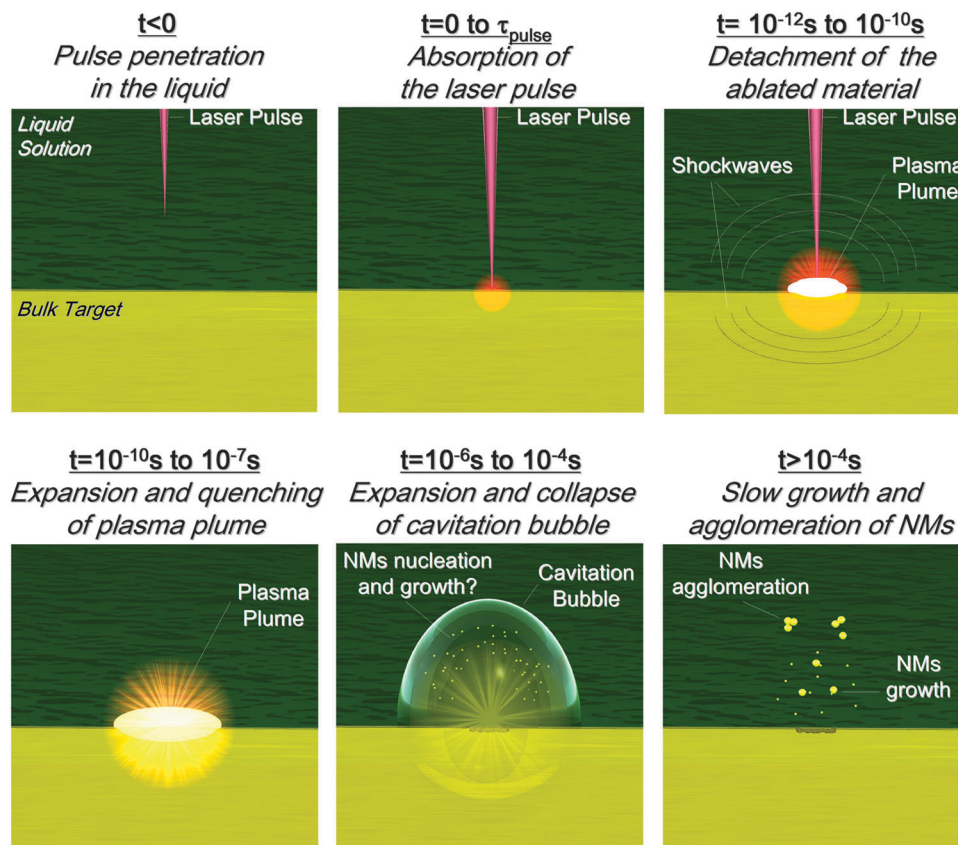 t<0
Pulse penetration
in the liquid
Liquid
Solution
Laser Pulse
Bulk Target
t=0 to τpulse
Absorption of
the laser pulse
Laser Pulse
t= 10-12s to 10-10s
Detachment of the
ablated material
Laser Pulse
Shockwaves
Plasma
Plume
t=10-10s to 10-7s
Expansion and quenching
of plasma plume
Plasma
Plume
t=10-6s to 10-4s
Expansion and collapse
of cavitation bubble
NMs nucleation
and growth?
Cavitation
Bubble
t>10-4s
Slow growth and
agglomeration of NMs
NMs
agglomeration
NMs
growth